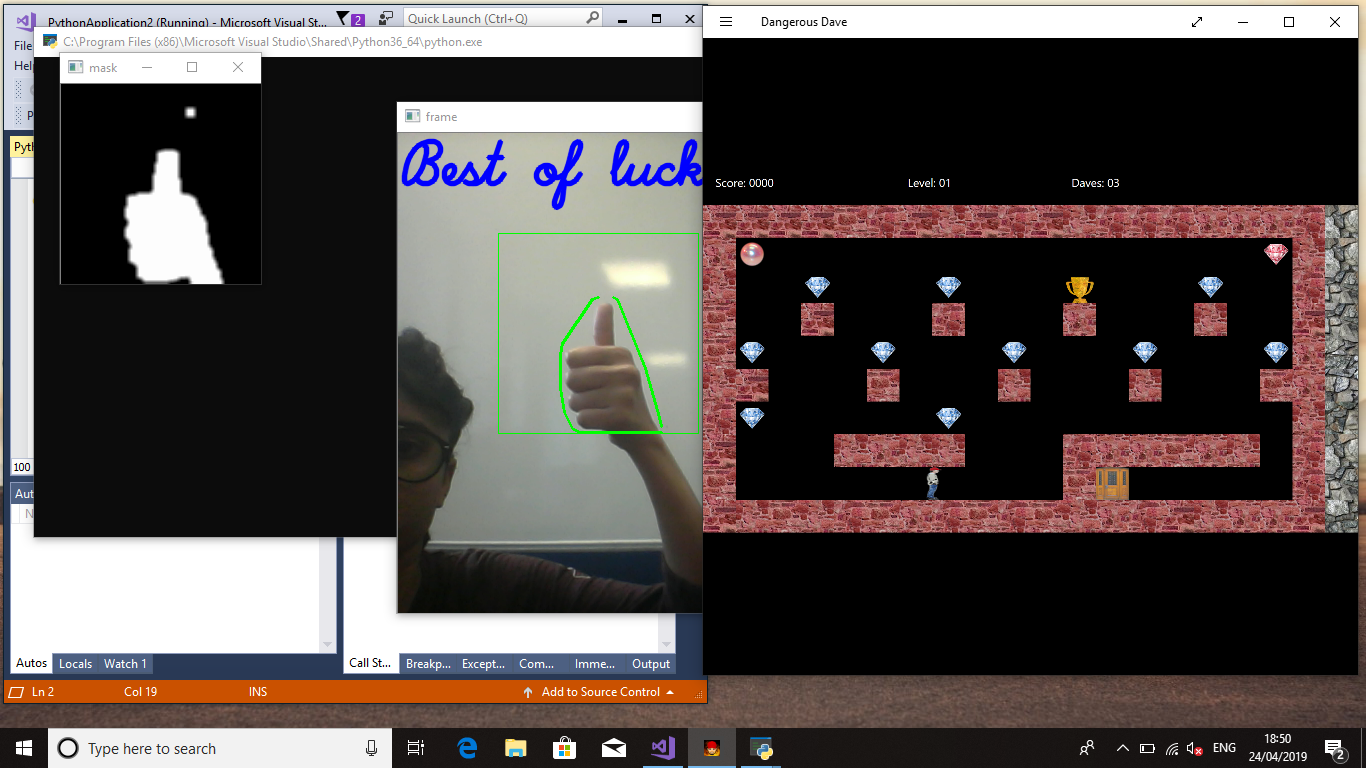 PythonApplication2 (Running) - Microsoft Visual St...
2
Quick Launch (Ctrl+Q)
File
Help
C:\Program Files (x86)\Microsoft Visual Studio\Shared\Python36_64\python.exe
mask
frame
Best of luck
100
Autos
Locals
Watch 1
Call St...
Breakp...
Except...
Com...
Imme...
Output
Ln 2
Col 19
INS
Add to Source Control
Dangerous Dave
Score: 0000
Level: 01
Daves: 03
Type here to search
ENG
18:50
24/04/2019
2